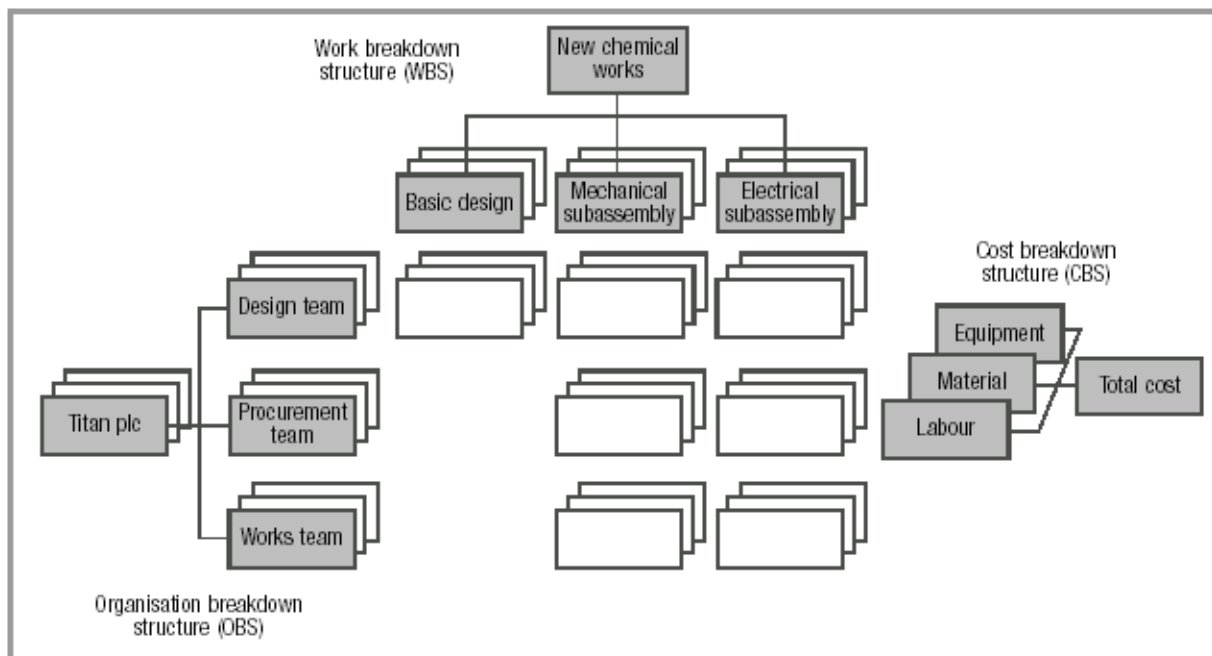 Work breakdown
structure (WBS)
New chemical
works
Basic design
Mechanical
subassembly
Electrical
subassembly
Design team
Cost breakdown
structure (CBS)
Equipment
Material
Labour
Total cost
Titan plc
Procurement
team
Works team
Organisation breakdown
structure (OBS)